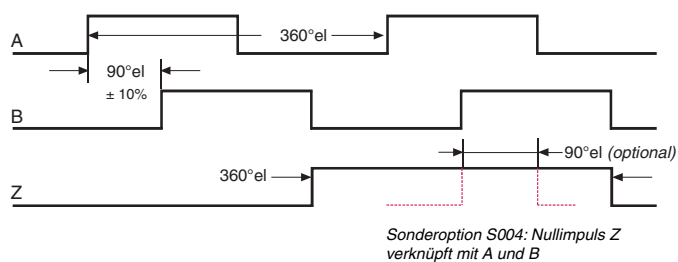 A
360°el
90°el
± 10%
B
90°el (optional)
360°el
Z
Sonderoption S004: Nullimpuls Z
verknüpft mit A und B